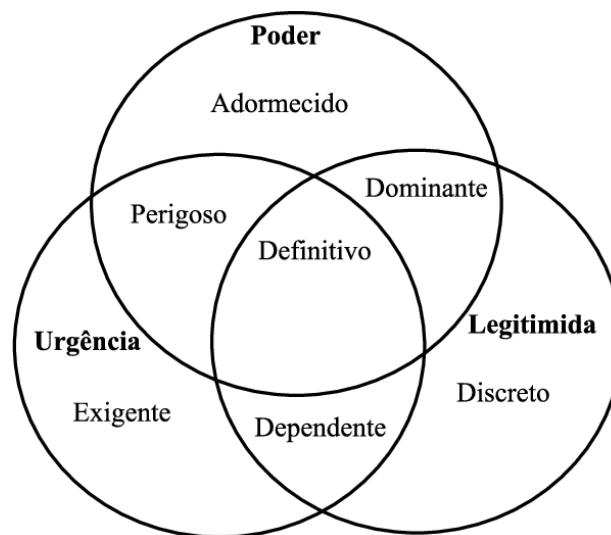 Poder
Adormecido
Dominante
Perigoso
Definitivo
Urgência
Legitimida
Exigente
Discreto
Dependente